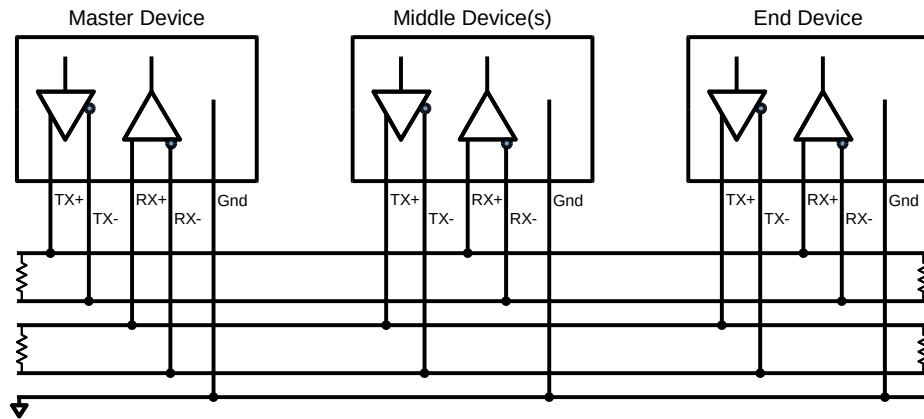 Master Device Middle Device(s) End Device
TX+ RX+ Gnd TX+ RX+ Gnd TX+ RX+ Gnd
TX- RX- TX- RX- TX- RX-